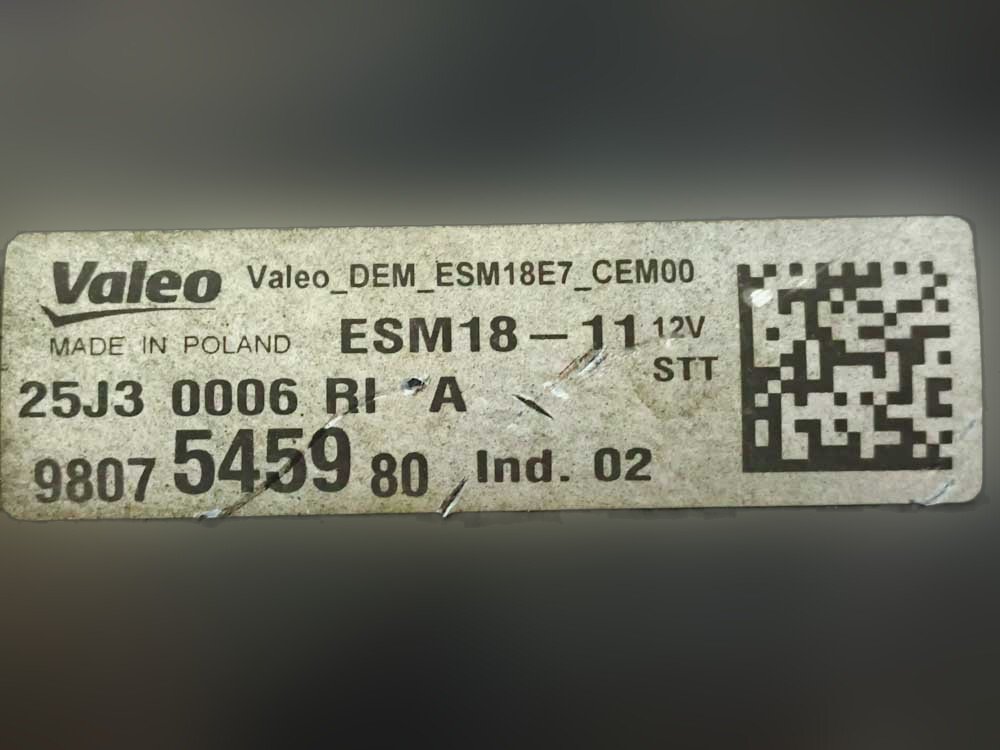 Valeo Valeo_DEM_ESM18E7_CEM00
MADE IN POLAND ESM18-11 12V
STT
25J3 0006 RI A
9807 5459 80 Ind. 02